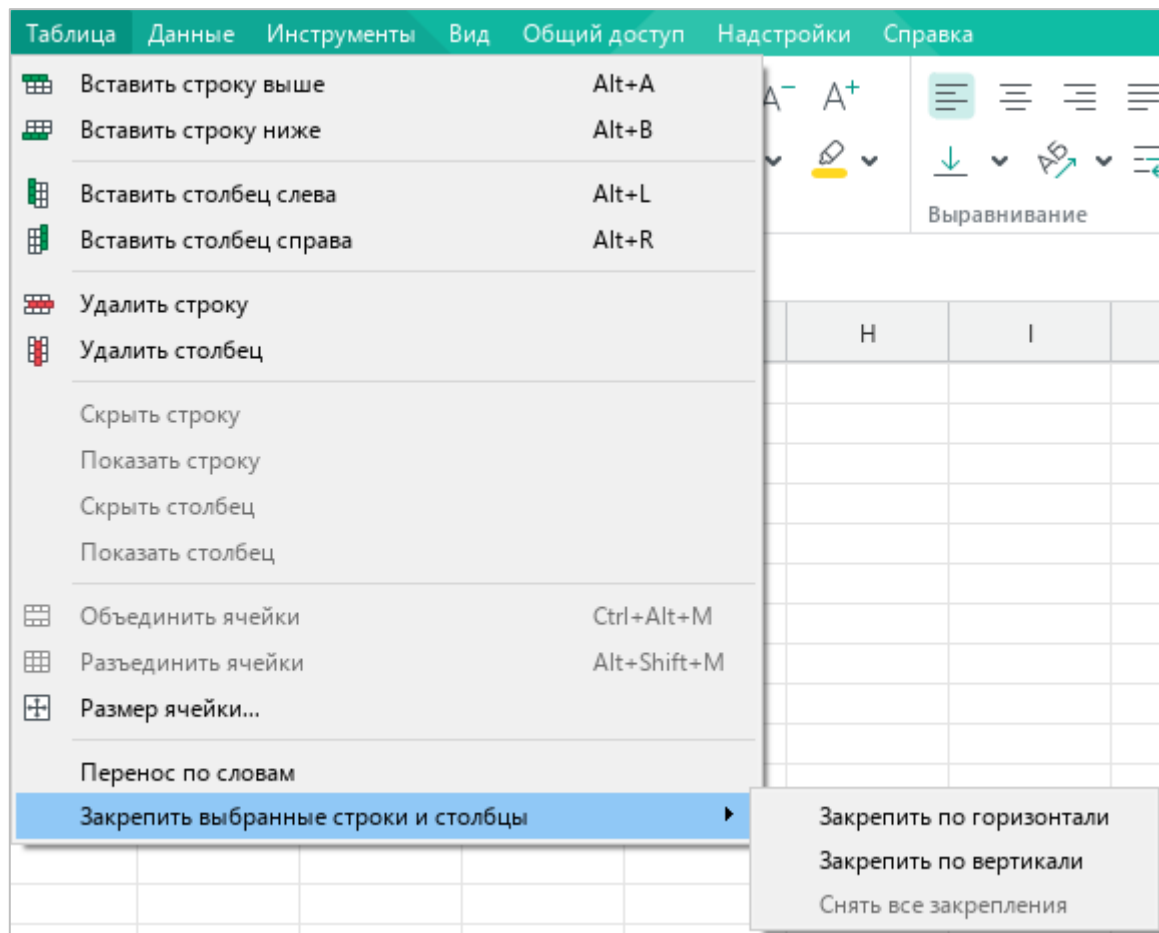 Таблица Данные Инструменты Вид Общий доступ Надстройки Справка
Вставить строку выше Alt+A
Вставить строку ниже Alt+B
Вставить столбец слева Alt+L
Вставить столбец справа Alt+R
Удалить строку
Удалить столбец
Скрыть строку
Показать строку
Скрыть столбец
Показать столбец
Объединить ячейки Ctrl+Alt+M
Разъединить ячейки Alt+Shift+M
Размер ячейки...
Перенос по словам
Закрепить выбранные строки и столбцы
Закрепить по горизонтали
Закрепить по вертикали
Снять все закрепления
A- A+
АБ
Выравнивание
H I